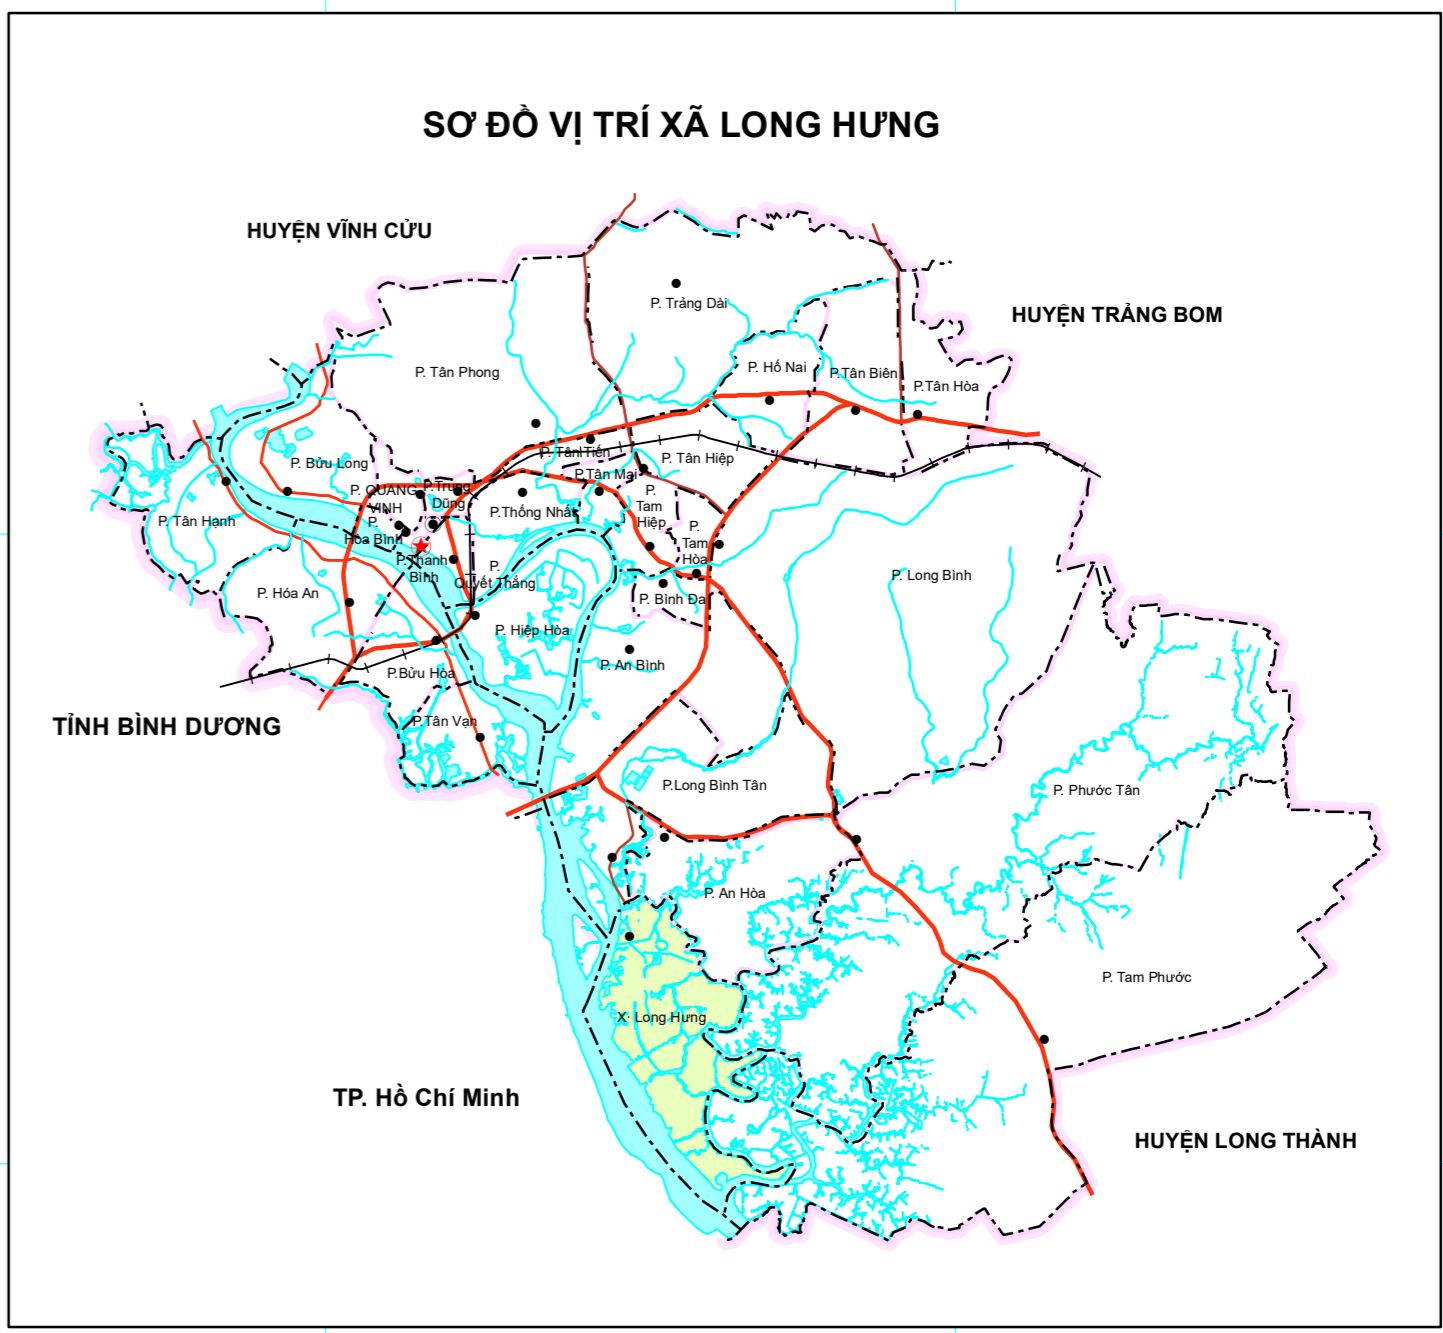 SƠ ĐỒ VỊ TRÍ XÃ LONG HƯNG
HUYỆN VĨNH CỬU
P. Trảng Dài
HUYỆN TRẢNG BOM
P. Tân Phong
P. Hố Nai
P.Tân Biên
P.Tân Hòa
P. Tân Tiến
P. Tân Hiệp
P. Bửu Long
P.Tân Mai
P. QUANG
VINH
P.Trung
Dũng
P.Thống Nhất
P.
Tam
Hiệp
P. Tân Hạnh
P.
Hòa Bình
P.
Tam
Hòa
P.Thanh
Bình
P.
Quyết Thắng
P. Long Bình
P. Hóa An
P. Bình Đa
P. Hiệp Hòa
P. An Bình
P.Bửu Hòa
TỈNH BÌNH DƯƠNG
P.Tân Vạn
P.Long Bình Tân
P. Phước Tân
P. An Hòa
P. Tam Phước
X. Long Hưng
TP. Hồ Chí Minh
HUYỆN LONG THÀNH